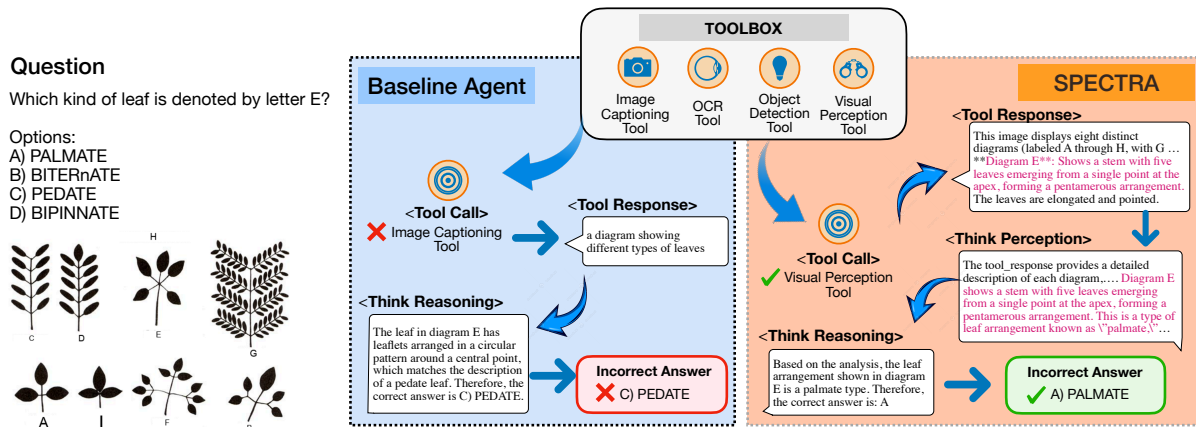 Question
Which kind of leaf is denoted by letter E?
Options:
A) PALMATE
B) BITERnATE
C) PEDATE
D) BIPINNATE
H
C
D
E
G
A
F
TOOLBOX
Image
Captioning
Tool
OCR
Tool
Object
Detection
Tool
Visual
Perception
Tool
Baseline Agent
<Tool Call>
Image Captioning
Tool
<Tool Response>
a diagram showing
different types of leaves
<Think Reasoning>
The leaf in diagram E has
leaflets arranged in a circular
pattern around a central point,
which matches the description
of a pedate leaf. Therefore, the
correct answer is C) PEDATE.
Incorrect Answer
C) PEDATE
SPECTRA
<Tool Response>
This image displays eight distinct
diagrams (labeled A through H, with G ...
**Diagram E**: Shows a stem with five
leaves emerging from a single point at the
apex, forming a pentamerous arrangement.
The leaves are elongated and pointed.
<Tool Call>
Visual Perception
Tool
<Think Perception>
The tool_response provides a detailed
description of each diagram,.... Diagram E
shows a stem with five leaves emerging
from a single point at the apex, forming a
pentamerous arrangement. This is a type of
leaf arrangement known as \"palmate,\"...
<Think Reasoning>
Based on the analysis, the leaf
arrangement shown in diagram
E is a palmate type. Therefore,
the correct answer is: A
Incorrect Answer
A) PALMATE